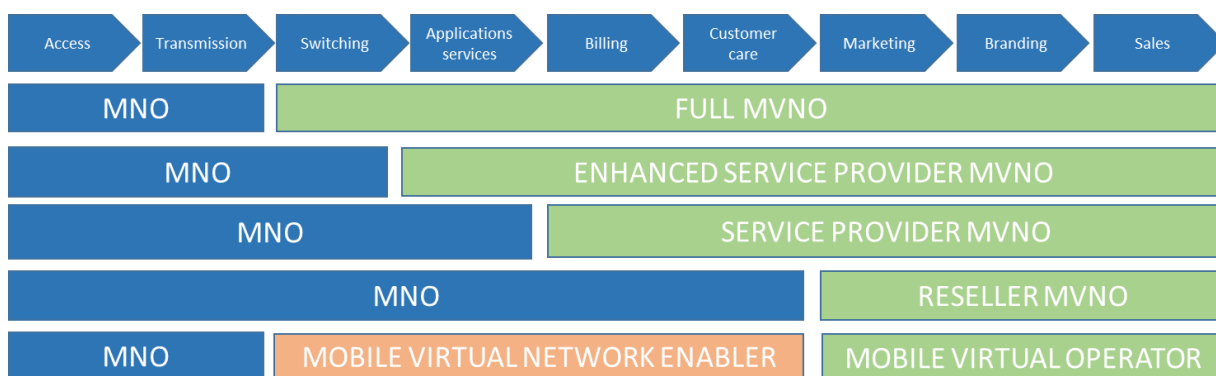 Access
Transmission
Switching
Applications
services
Billing
Customer
care
Marketing
Branding
Sales
MNO
FULL MVNO
MNO
ENHANCED SERVICE PROVIDER MVNO
MNO
SERVICE PROVIDER MVNO
MNO
RESELLER MVNO
MNO
MOBILE VIRTUAL NETWORK ENABLER
MOBILE VIRTUAL OPERATOR